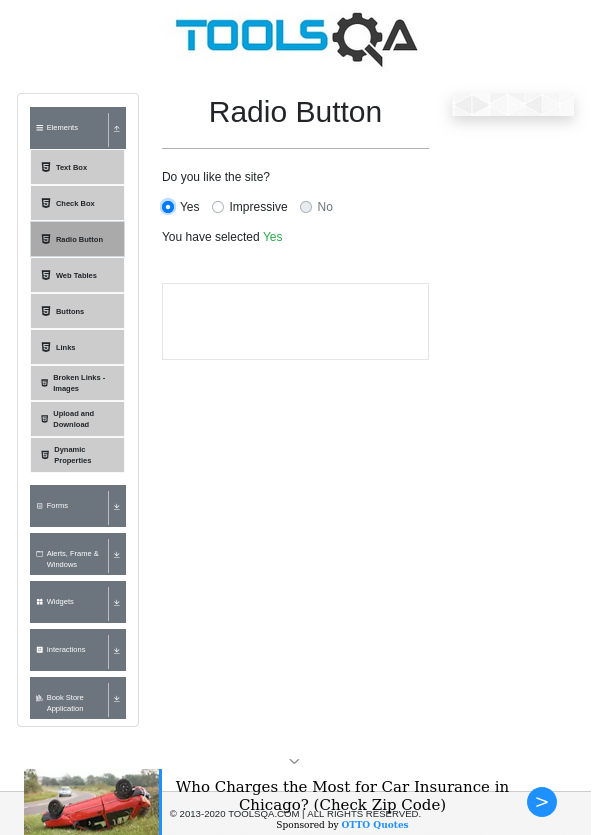 TOOLSQA
Elements
Text Box
Check Box
Radio Button
Web Tables
Buttons
Links
Broken Links -
Images
Upload and
Download
Dynamic
Properties
Forms
Alerts, Frame &
Windows
Widgets
Interactions
Book Store
Application
Radio Button
Do you like the site?
Yes Impressive No
You have selected Yes
Who Charges the Most for Car Insurance in
Chicago? (Check Zip Code)
© 2013-2020 TOOLSQA.COM | ALL RIGHTS RESERVED.
Sponsored by OTTO Quotes